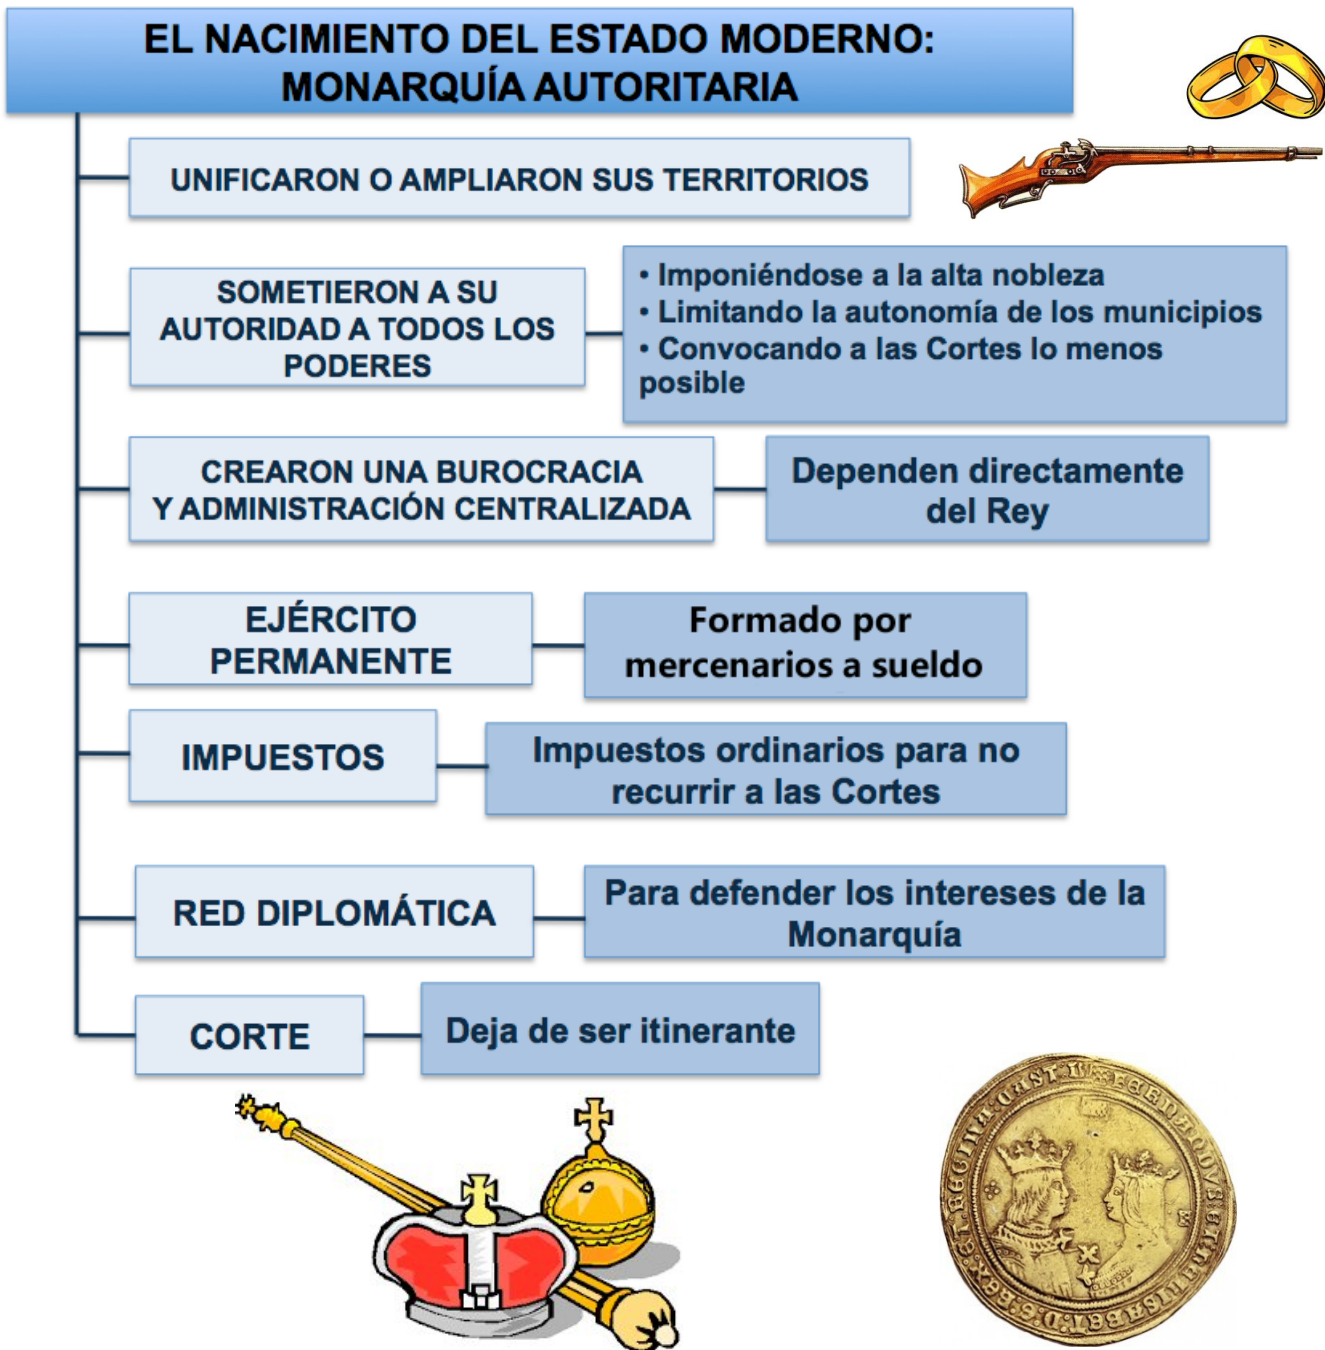 EL NACIMIENTO DEL ESTADO MODERNO:
MONARQUÍA AUTORITARIA
UNIFICARON O AMPLIARON SUS TERRITORIOS
SOMETIERON A SU
AUTORIDAD A TODOS LOS
PODERES
• Imponiéndose a la alta nobleza
• Limitando la autonomía de los municipios
• Convocando a las Cortes lo menos
posible
CREARON UNA BUROCRACIA
Y ADMINISTRACIÓN CENTRALIZADA
Dependen directamente
del Rey
EJÉRCITO
PERMANENTE
Formado por
mercenarios a sueldo
IMPUESTOS
Impuestos ordinarios para no
recurrir a las Cortes
RED DIPLOMÁTICA
Para defender los intereses de la
Monarquía
CORTE
Deja de ser itinerante